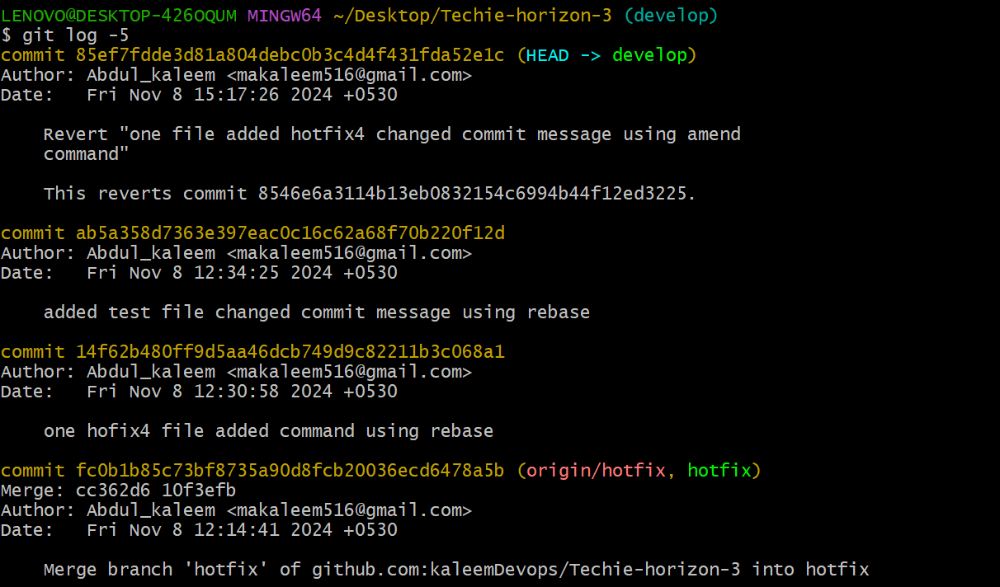 LENOVO@DESKTOP-426OQUM MINGW64 ~/Desktop/Techie-horizon-3 (develop)
$ git log -5
commit 85ef7fdde3d81a804debc0b3c4d4f431fda52e1c (HEAD -> develop)
Author: Abdul_kaleem <makaleem516@gmail.com>
Date:   Fri Nov 8 15:17:26 2024 +0530

    Revert "one file added hotfix4 changed commit message using amend
    command"

    This reverts commit 8546e6a3114b13eb0832154c6994b44f12ed3225.

commit ab5a358d7363e397eac0c16c62a68f70b220f12d
Author: Abdul_kaleem <makaleem516@gmail.com>
Date:   Fri Nov 8 12:34:25 2024 +0530

    added test file changed commit message using rebase

commit 14f62b480ff9d5aa46dcb749d9c82211b3c068a1
Author: Abdul_kaleem <makaleem516@gmail.com>
Date:   Fri Nov 8 12:30:58 2024 +0530

    one hofix4 file added command using rebase

commit fc0b1b85c73bf8735a90d8fcb20036ecd6478a5b (origin/hotfix, hotfix)
Merge: cc362d6 10f3efb
Author: Abdul_kaleem <makaleem516@gmail.com>
Date:   Fri Nov 8 12:14:41 2024 +0530

    Merge branch 'hotfix' of github.com:kaleemDevops/Techie-horizon-3 into hotfix